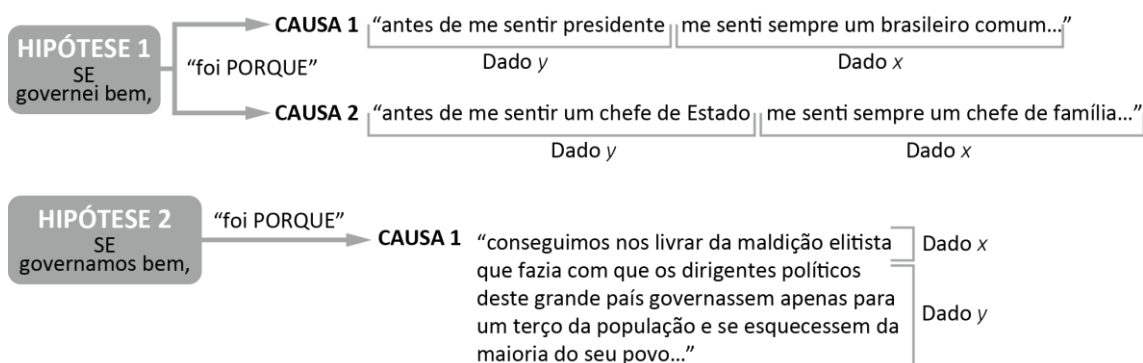 HIPÓTESE 1
SE
governei bem,
“foi PORQUE”
CAUSA 1 “antes de me sentir presidente me senti sempre um brasileiro comum...”
Dado y Dado x
CAUSA 2 “antes de me sentir um chefe de Estado me senti sempre um chefe de família...”
Dado y Dado x
HIPÓTESE 2
SE
governamos bem,
“foi PORQUE”
CAUSA 1 “conseguimos nos livrar da maldição elitista
que fazia com que os dirigentes políticos
deste grande país governassem apenas para
um terço da população e se esquecessem da
maioria do seu povo...”
Dado x
Dado y